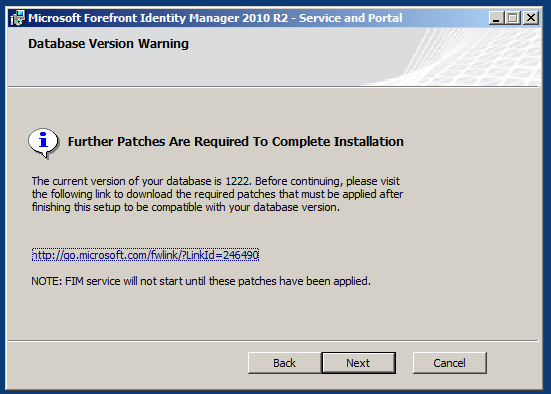 Microsoft Forefront Identity Manager 2010 R2 - Service and Portal
Database Version Warning
Further Patches Are Required To Complete Installation
The current version of your database is 1222. Before continuing, please visit
the following link to download the required patches that must be applied after
finishing this setup to be compatible with your database version.
http://go.microsoft.com/fwlink/?LinkId=246490
NOTE: FIM service will not start until these patches have been applied.
Back Next Cancel